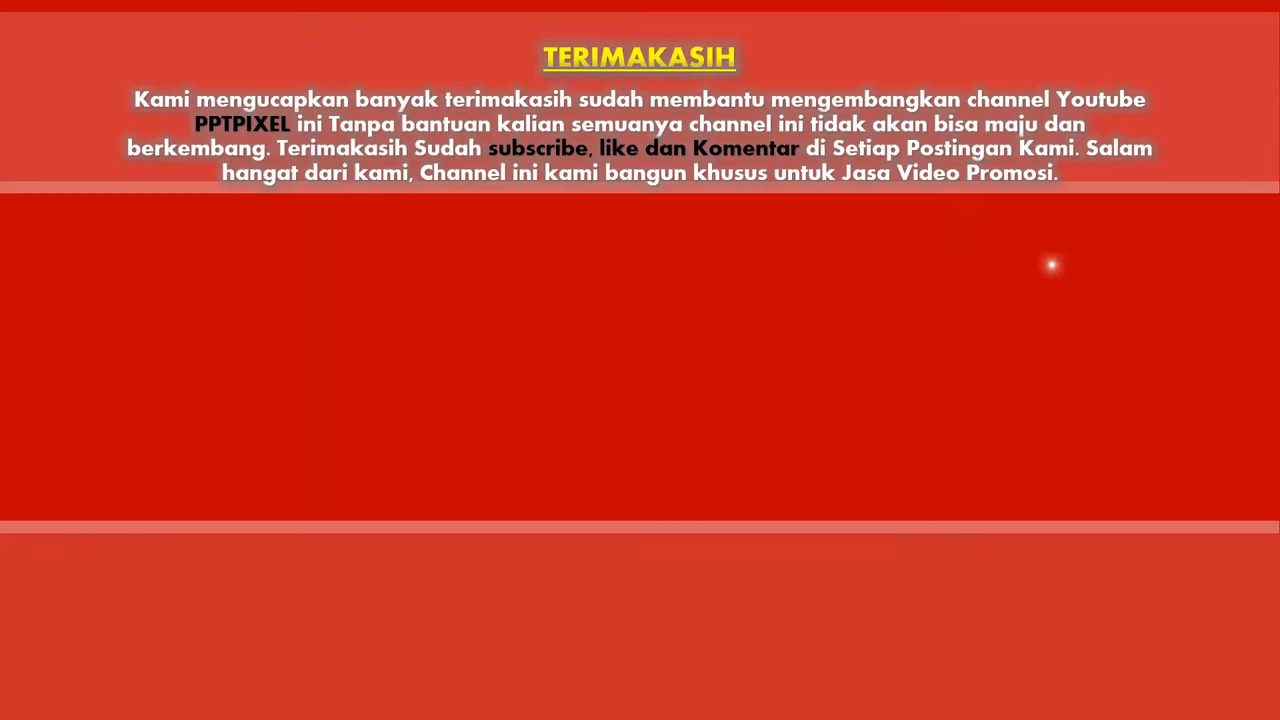 TERIMAKASIH
Kami mengucapkan banyak terimakasih sudah membantu mengembangkan channel Youtube
PPTPIXEL ini Tanpa bantuan kalian semuanya channel ini tidak akan bisa maju dan
berkembang. Terimakasih Sudah subscribe, like dan Komentar di Setiap Postingan Kami. Salam
hangat dari kami, Channel ini kami bangun khusus untuk Jasa Video Promosi.